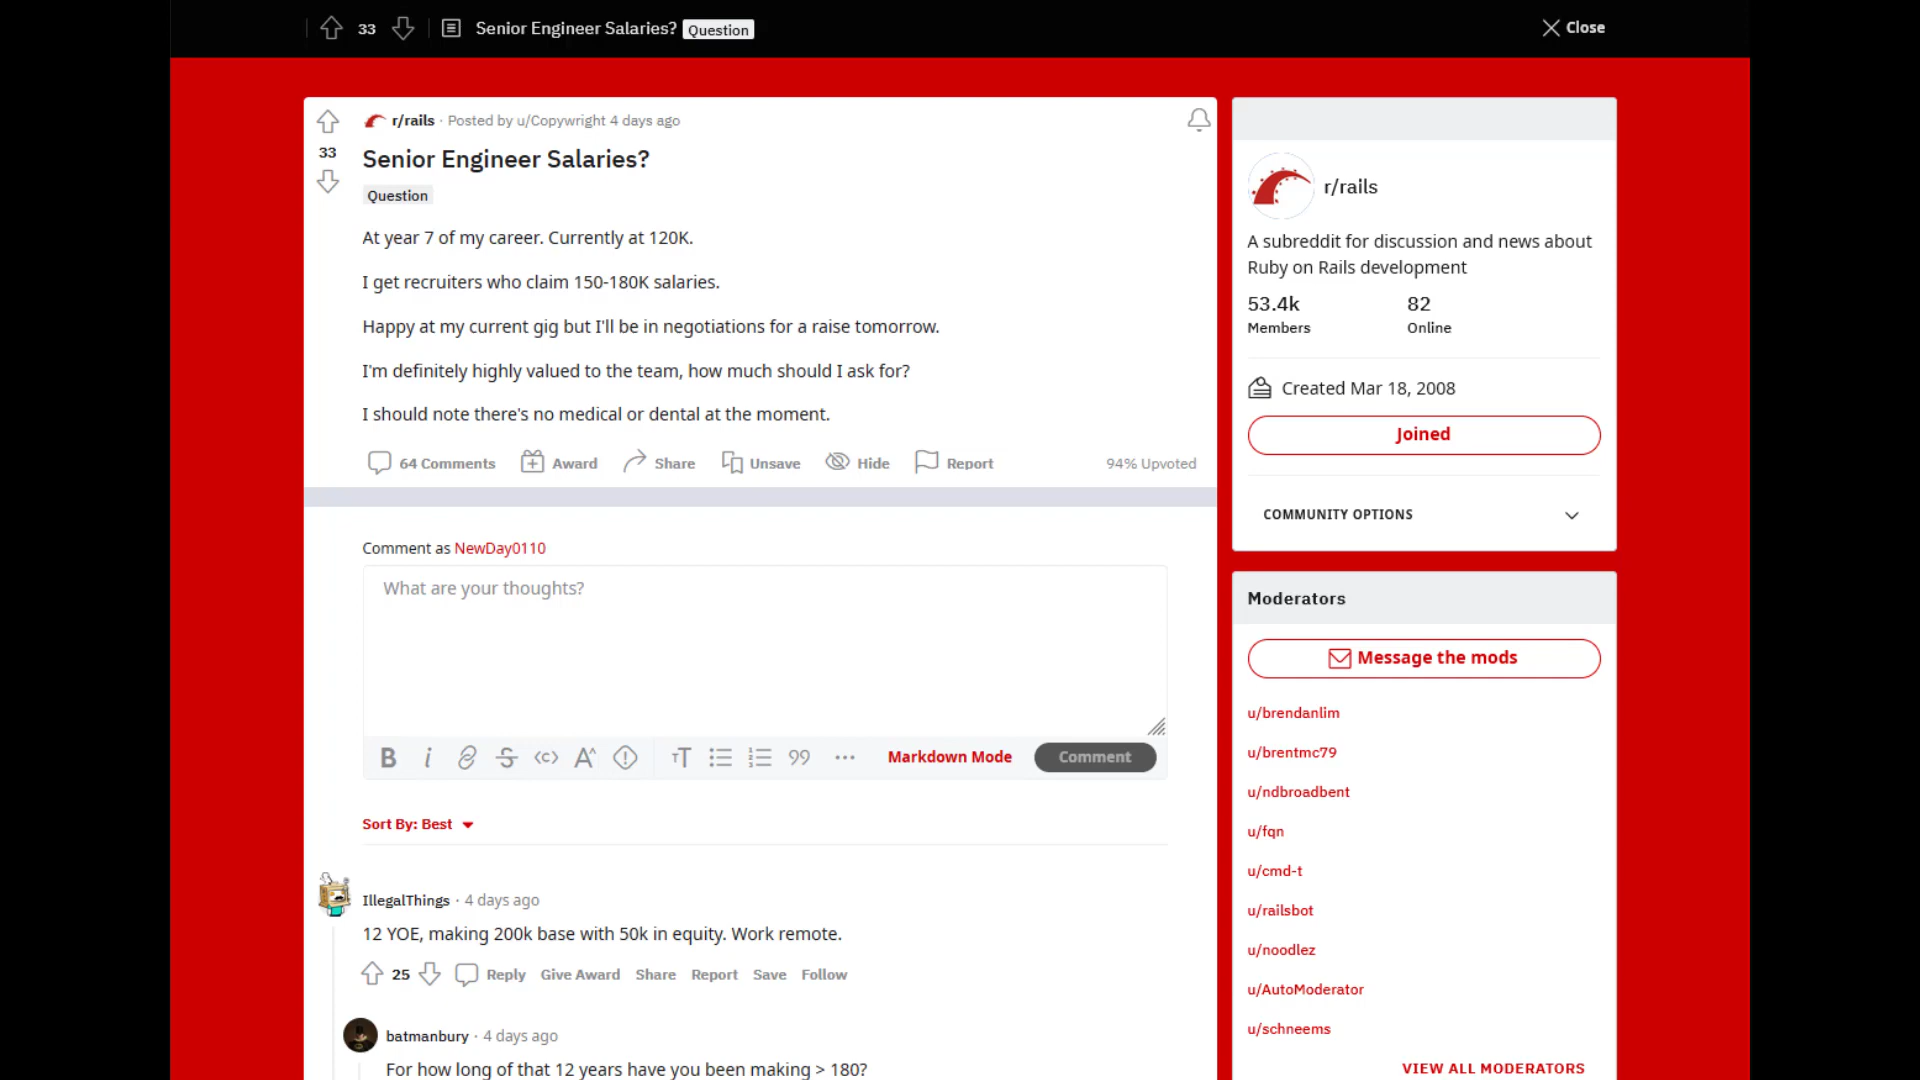 33 Senior Engineer Salaries? Question Close
r/rails · Posted by u/Copywright 4 days ago
33
Senior Engineer Salaries?
Question
At year 7 of my career. Currently at 120K.
I get recruiters who claim 150-180K salaries.
Happy at my current gig but I'll be in negotiations for a raise tomorrow.
I'm definitely highly valued to the team, how much should I ask for?
I should note there's no medical or dental at the moment.
64 Comments Award Share Unsave Hide Report 94% Upvoted
Comment as NewDay0110
What are your thoughts?
Markdown Mode Comment
Sort By: Best
IllegalThings · 4 days ago
12 YOE, making 200k base with 50k in equity. Work remote.
25 Reply Give Award Share Report Save Follow
batmanbury · 4 days ago
For how long of that 12 years have you been making > 180?
r/rails
A subreddit for discussion and news about
Ruby on Rails development
53.4k 82
Members Online
Created Mar 18, 2008
Joined
COMMUNITY OPTIONS
Moderators
Message the mods
u/brendanlim
u/brentmc79
u/ndbroadbent
u/fqn
u/cmd-t
u/railsbot
u/noodlez
u/AutoModerator
u/schneems
VIEW ALL MODERATORS